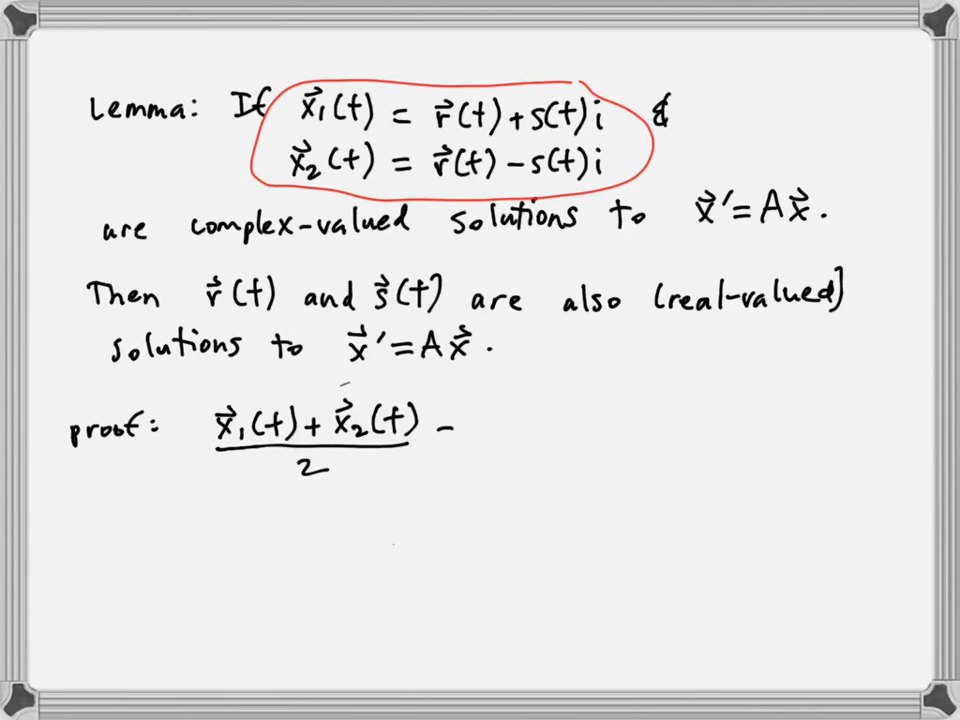 Lemma: If x⃗₁(t) = r⃗(t) + s(t)i &
x⃗₂(t) = r⃗(t) − s(t)i
are complex-valued solutions to x⃗′ = Ax⃗.
Then r⃗(t) and s⃗(t) are also (real-valued)
solutions to x⃗′ = Ax⃗.
proof: (x⃗₁(t) + x⃗₂(t))/2 −